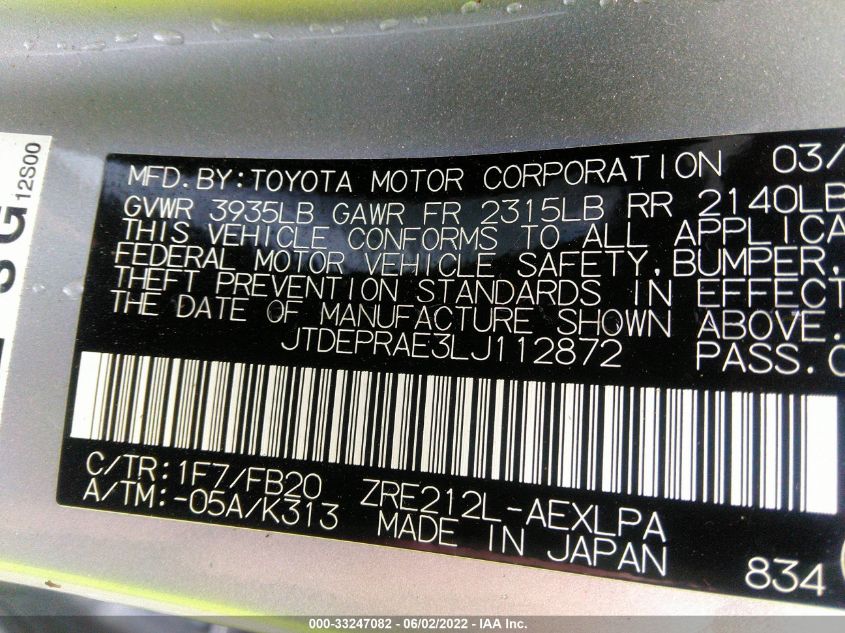 12S00
MFD.BY:TOYOTA MOTOR CORPORATION 03/
GVWR 3935LB GAWR FR 2315LB RR 2140LB
THIS VEHICLE CONFORMS TO ALL APPLICA
FEDERAL MOTOR VEHICLE SAFETY, BUMPER,
THEFT PREVENTION STANDARDS IN EFFECT
THE DATE OF MANUFACTURE SHOWN ABOVE.
JTDEPRAE3LJ112872 PASS.C
C/TR:1F7/FB20 ZRE212L-AEXLPA
A/TM:-05A/K313 MADE IN JAPAN 834
000-33247082 - 06/02/2022 - IAA Inc.